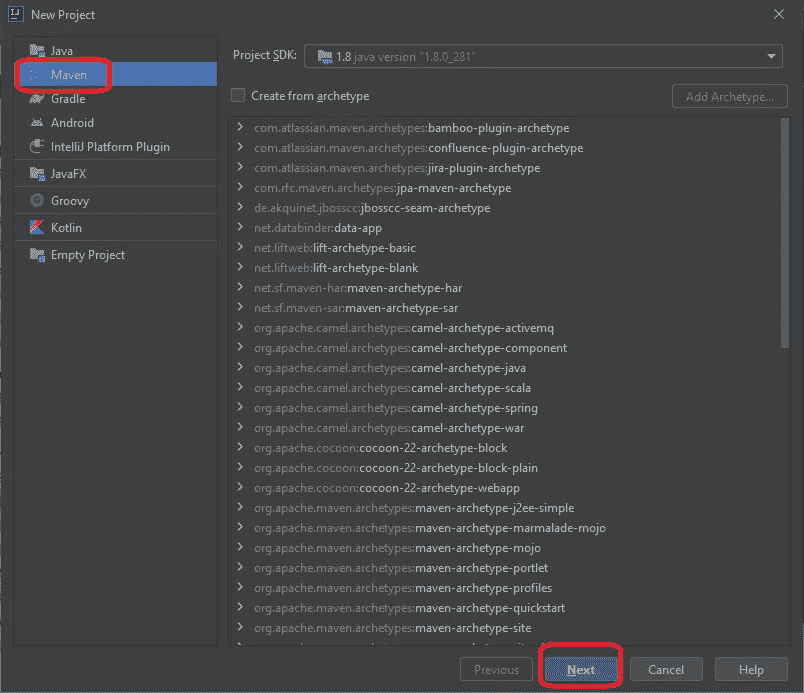 New Project
Java
Maven
Gradle
Android
IntelliJ Platform Plugin
JavaFX
Groovy
Kotlin
Empty Project
Project SDK: 1.8 java version "1.8.0_281"
Create from archetype
Add Archetype...
com.atlassian.maven.archetypes:bamboo-plugin-archetype
com.atlassian.maven.archetypes:confluence-plugin-archetype
com.atlassian.maven.archetypes:jira-plugin-archetype
com.rfc.maven.archetypes:jpa-maven-archetype
de.akquinet.jbosscc:jbosscc-seam-archetype
net.databinder:data-app
net.liftweb:lift-archetype-basic
net.liftweb:lift-archetype-blank
net.sf.maven-har:maven-archetype-har
net.sf.maven-sar:maven-archetype-sar
org.apache.camel.archetypes:camel-archetype-activemq
org.apache.camel.archetypes:camel-archetype-component
org.apache.camel.archetypes:camel-archetype-java
org.apache.camel.archetypes:camel-archetype-scala
org.apache.camel.archetypes:camel-archetype-spring
org.apache.camel.archetypes:camel-archetype-war
org.apache.cocoon:cocoon-22-archetype-block
org.apache.cocoon:cocoon-22-archetype-block-plain
org.apache.cocoon:cocoon-22-archetype-webapp
org.apache.maven.archetypes:maven-archetype-j2ee-simple
org.apache.maven.archetypes:maven-archetype-marmalade-mojo
org.apache.maven.archetypes:maven-archetype-mojo
org.apache.maven.archetypes:maven-archetype-portlet
org.apache.maven.archetypes:maven-archetype-profiles
org.apache.maven.archetypes:maven-archetype-quickstart
org.apache.maven.archetypes:maven-archetype-site
Previous
Next
Cancel
Help